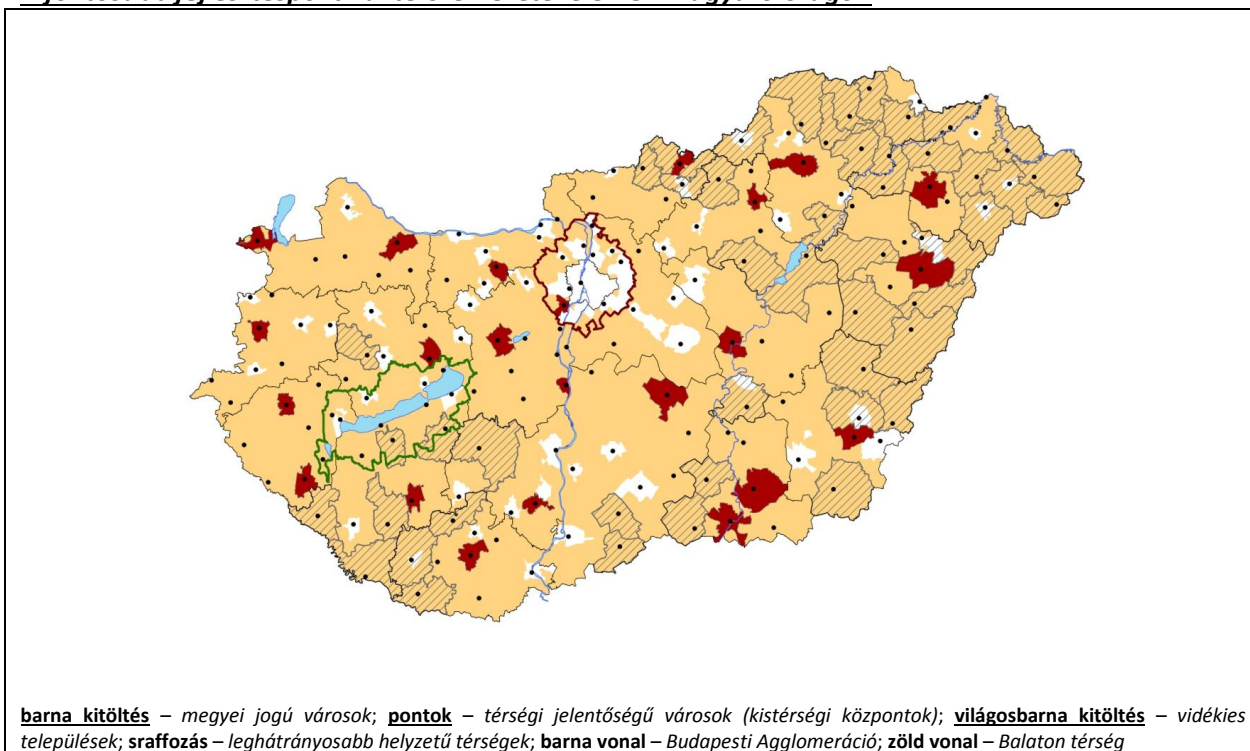 barna kitöltés – megyei jogú városok; pontok – térségi jelentőségű városok (kistérségi központok); világosbarna kitöltés – vidékies
települések; sraffozás – leghátrányosabb helyzetű térségek; barna vonal – Budapesti Agglomeráció; zöld vonal – Balaton térség